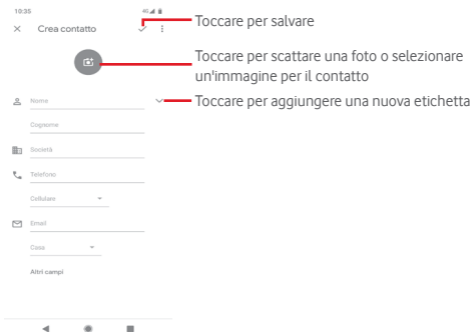 10:35
4G
Crea contatto
Toccare per salvare
Toccare per scattare una foto o selezionare
un'immagine per il contatto
Nome
Toccare per aggiungere una nuova etichetta
Cognome
Società
Telefono
Cellulare
Email
Casa
Altri campi